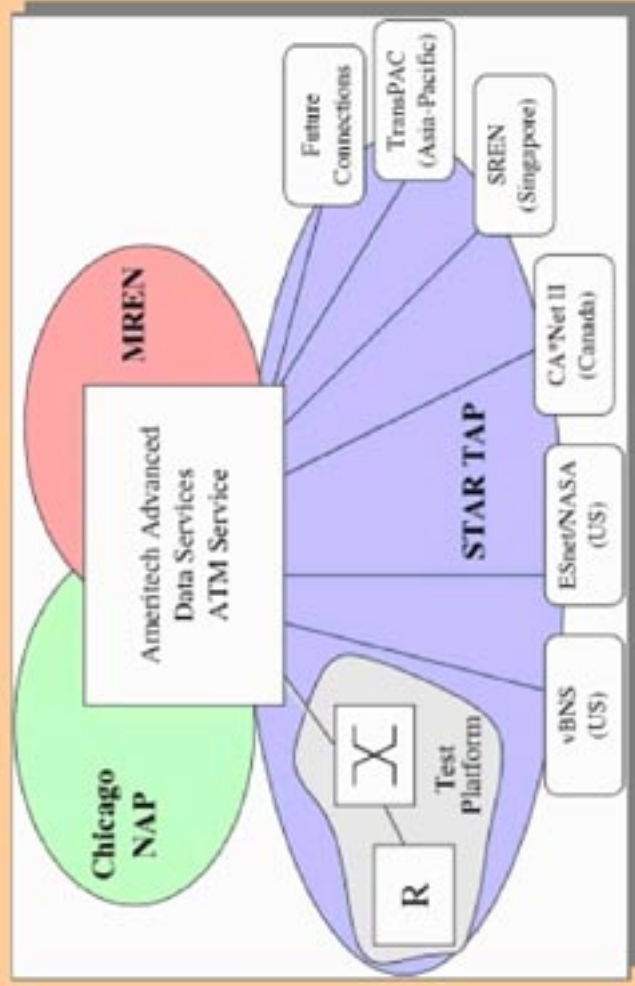 Chicago
NAP
MREN
Ameritech Advanced
Data Services
ATM Service
Future
Connections
TransPAC
(Asia-Pacific)
SREN
(Singapore)
CA*Net II
(Canada)
STAR TAP
ESnet/NASA
(US)
vBNS
(US)
Test
Platform
R